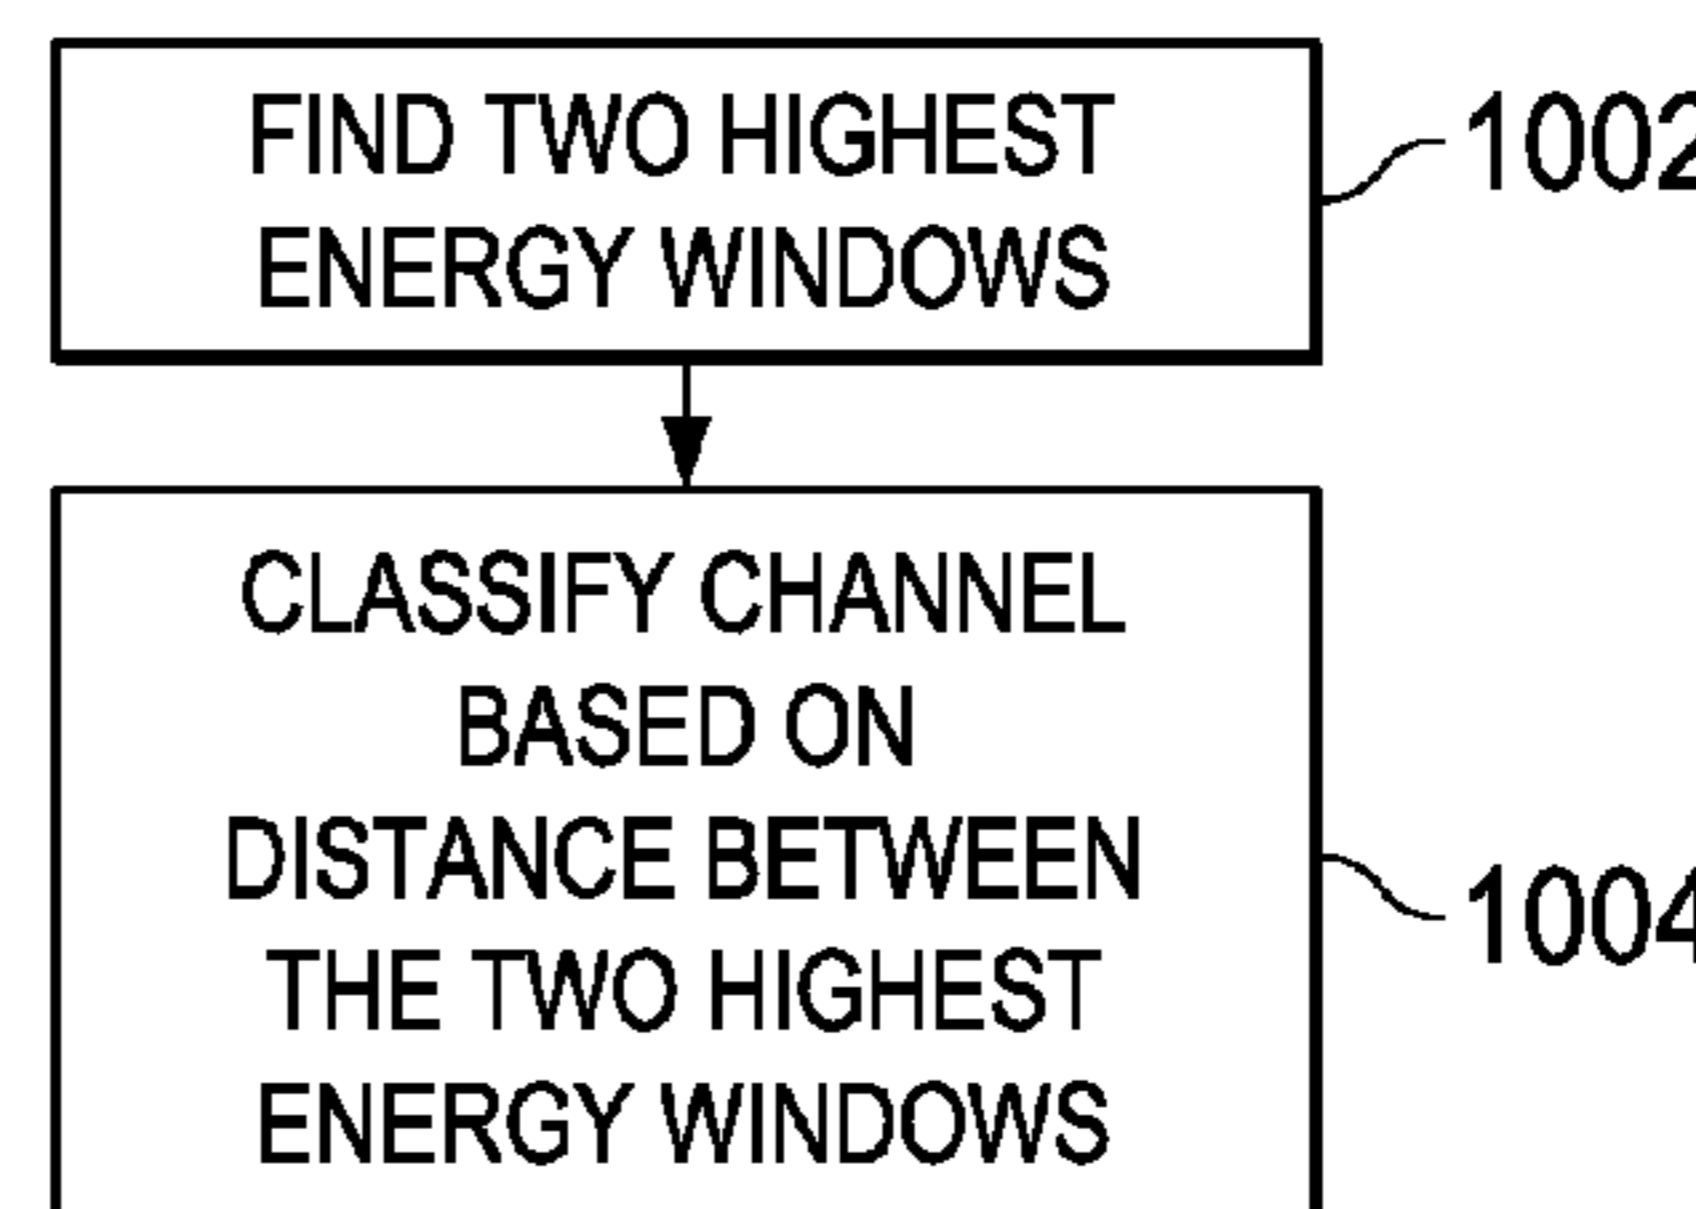 FIND TWO HIGHEST
ENERGY WINDOWS
1002
CLASSIFY CHANNEL
BASED ON
DISTANCE BETWEEN
THE TWO HIGHEST
ENERGY WINDOWS
1004